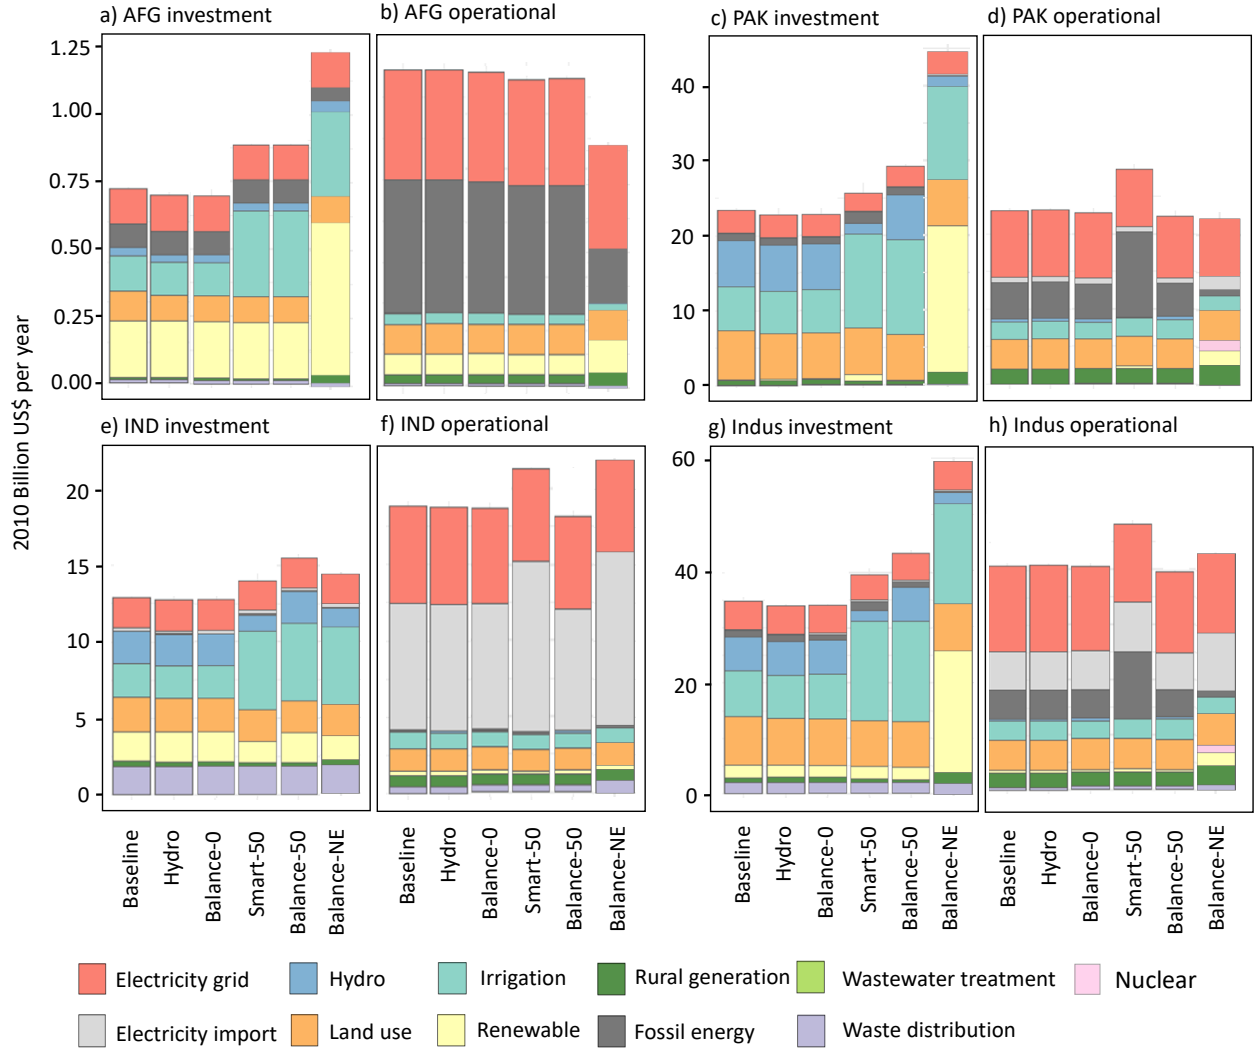 a) AFG investment
b) AFG operational
c) PAK investment
d) PAK operational
1.25
1.00
0.75
0.50
0.25
0.00
40
30
20
10
0
2010 Billion US$ per year
e) IND investment
f) IND operational
g) Indus investment
h) Indus operational
20
15
10
5
0
60
40
20
0
Baseline
Hydro
Balance-0
Smart-50
Balance-50
Balance-NE
Baseline
Hydro
Balance-0
Smart-50
Balance-50
Balance-NE
Baseline
Hydro
Balance-0
Smart-50
Balance-50
Balance-NE
Baseline
Hydro
Balance-0
Smart-50
Balance-50
Balance-NE
Electricity grid
Hydro
Irrigation
Rural generation
Wastewater treatment
Nuclear
Electricity import
Land use
Renewable
Fossil energy
Waste distribution